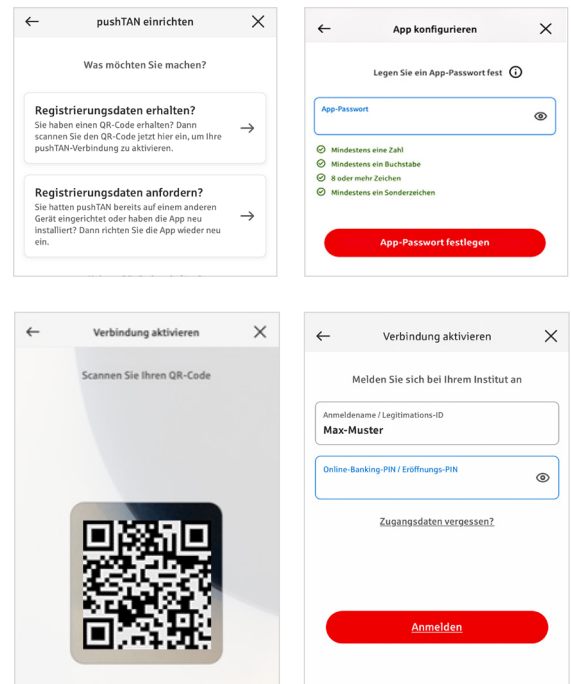 pushTAN einrichten
Was möchten Sie machen?
Registrierungsdaten erhalten?
Sie haben einen QR-Code erhalten? Dann
scannen Sie den QR-Code jetzt hier ein, um Ihre
pushTAN-Verbindung zu aktivieren.
Registrierungsdaten anfordern?
Sie hatten pushTAN bereits auf einem anderen
Gerät eingerichtet oder haben die App neu
installiert? Dann richten Sie die App wieder neu
ein.
App konfigurieren
Legen Sie ein App-Passwort fest
App-Passwort
Mindestens eine Zahl
Mindestens ein Buchstabe
8 oder mehr Zeichen
Mindestens ein Sonderzeichen
App-Passwort festlegen
Verbindung aktivieren
Scannen Sie Ihren QR-Code
Verbindung aktivieren
Melden Sie sich bei Ihrem Institut an
Anmeldename / Legitimations-ID
Max-Muster
Online-Banking-PIN / Eröffnungs-PIN
Zugangsdaten vergessen?
Anmelden